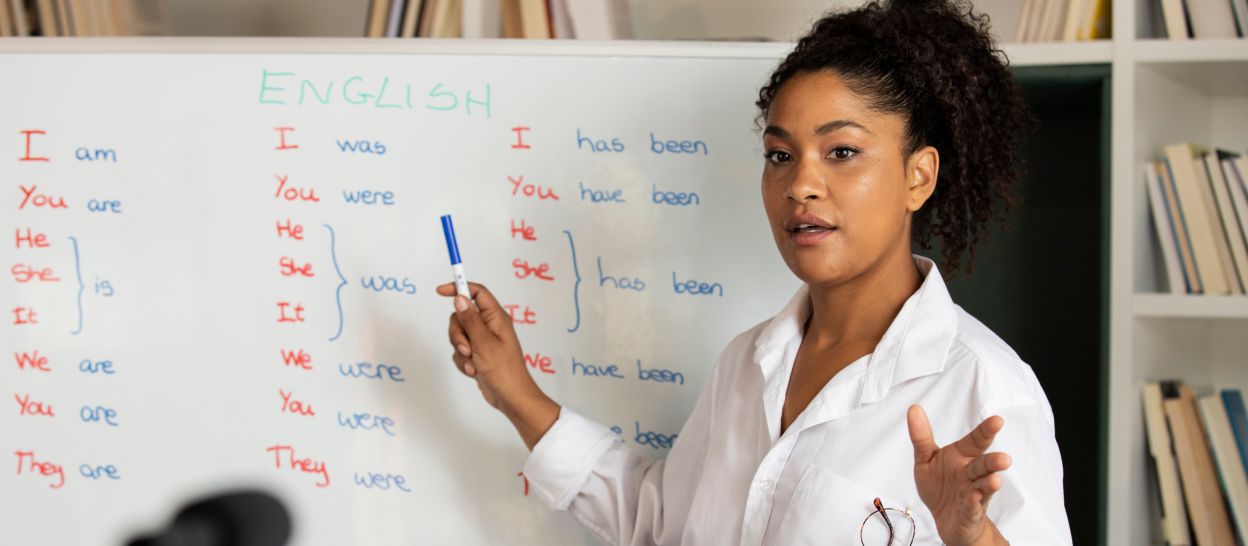 ENGLISH
I am I was I has been
You are You were You have been
He He He
She is She was She has been
It It It
We are We were We have been
You are You were been
They are They were